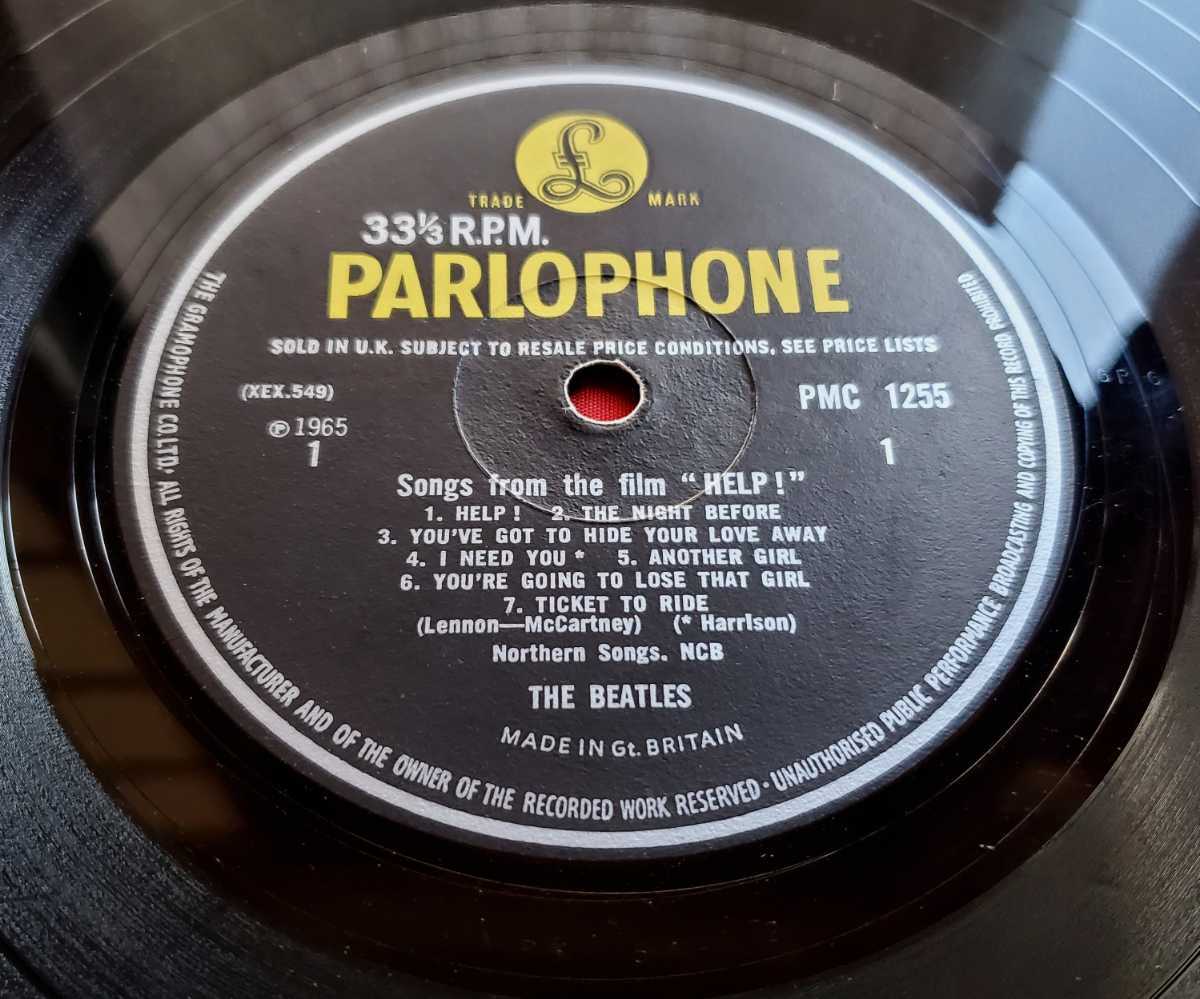 £
TRADE MARK
33⅓ R.P.M.
PARLOPHONE
SOLD IN U.K. SUBJECT TO RESALE PRICE CONDITIONS, SEE PRICE LISTS
(XEX.549)
PMC 1255
℗ 1965
1
1
Songs from the film "HELP!"
1. HELP! 2. THE NIGHT BEFORE
3. YOU'VE GOT TO HIDE YOUR LOVE AWAY
4. I NEED YOU * 5. ANOTHER GIRL
6. YOU'RE GOING TO LOSE THAT GIRL
7. TICKET TO RIDE
(Lennon—McCartney) (* Harrison)
Northern Songs. NCB
THE BEATLES
MADE IN Gt. BRITAIN
THE GRAMOPHONE CO. LTD. ALL RIGHTS OF THE MANUFACTURER AND OF THE OWNER OF THE RECORDED WORK RESERVED · UNAUTHORISED PUBLIC PERFORMANCE BROADCASTING AND COPYING OF THIS RECORD PROHIBITED